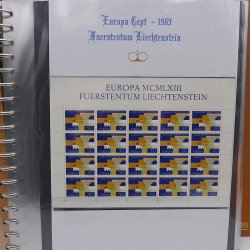 Europa Cept - 1963
Fuerstentum Liechtenstein
EUROPA MCMLXIII
FUERSTENTUM LIECHTENSTEIN